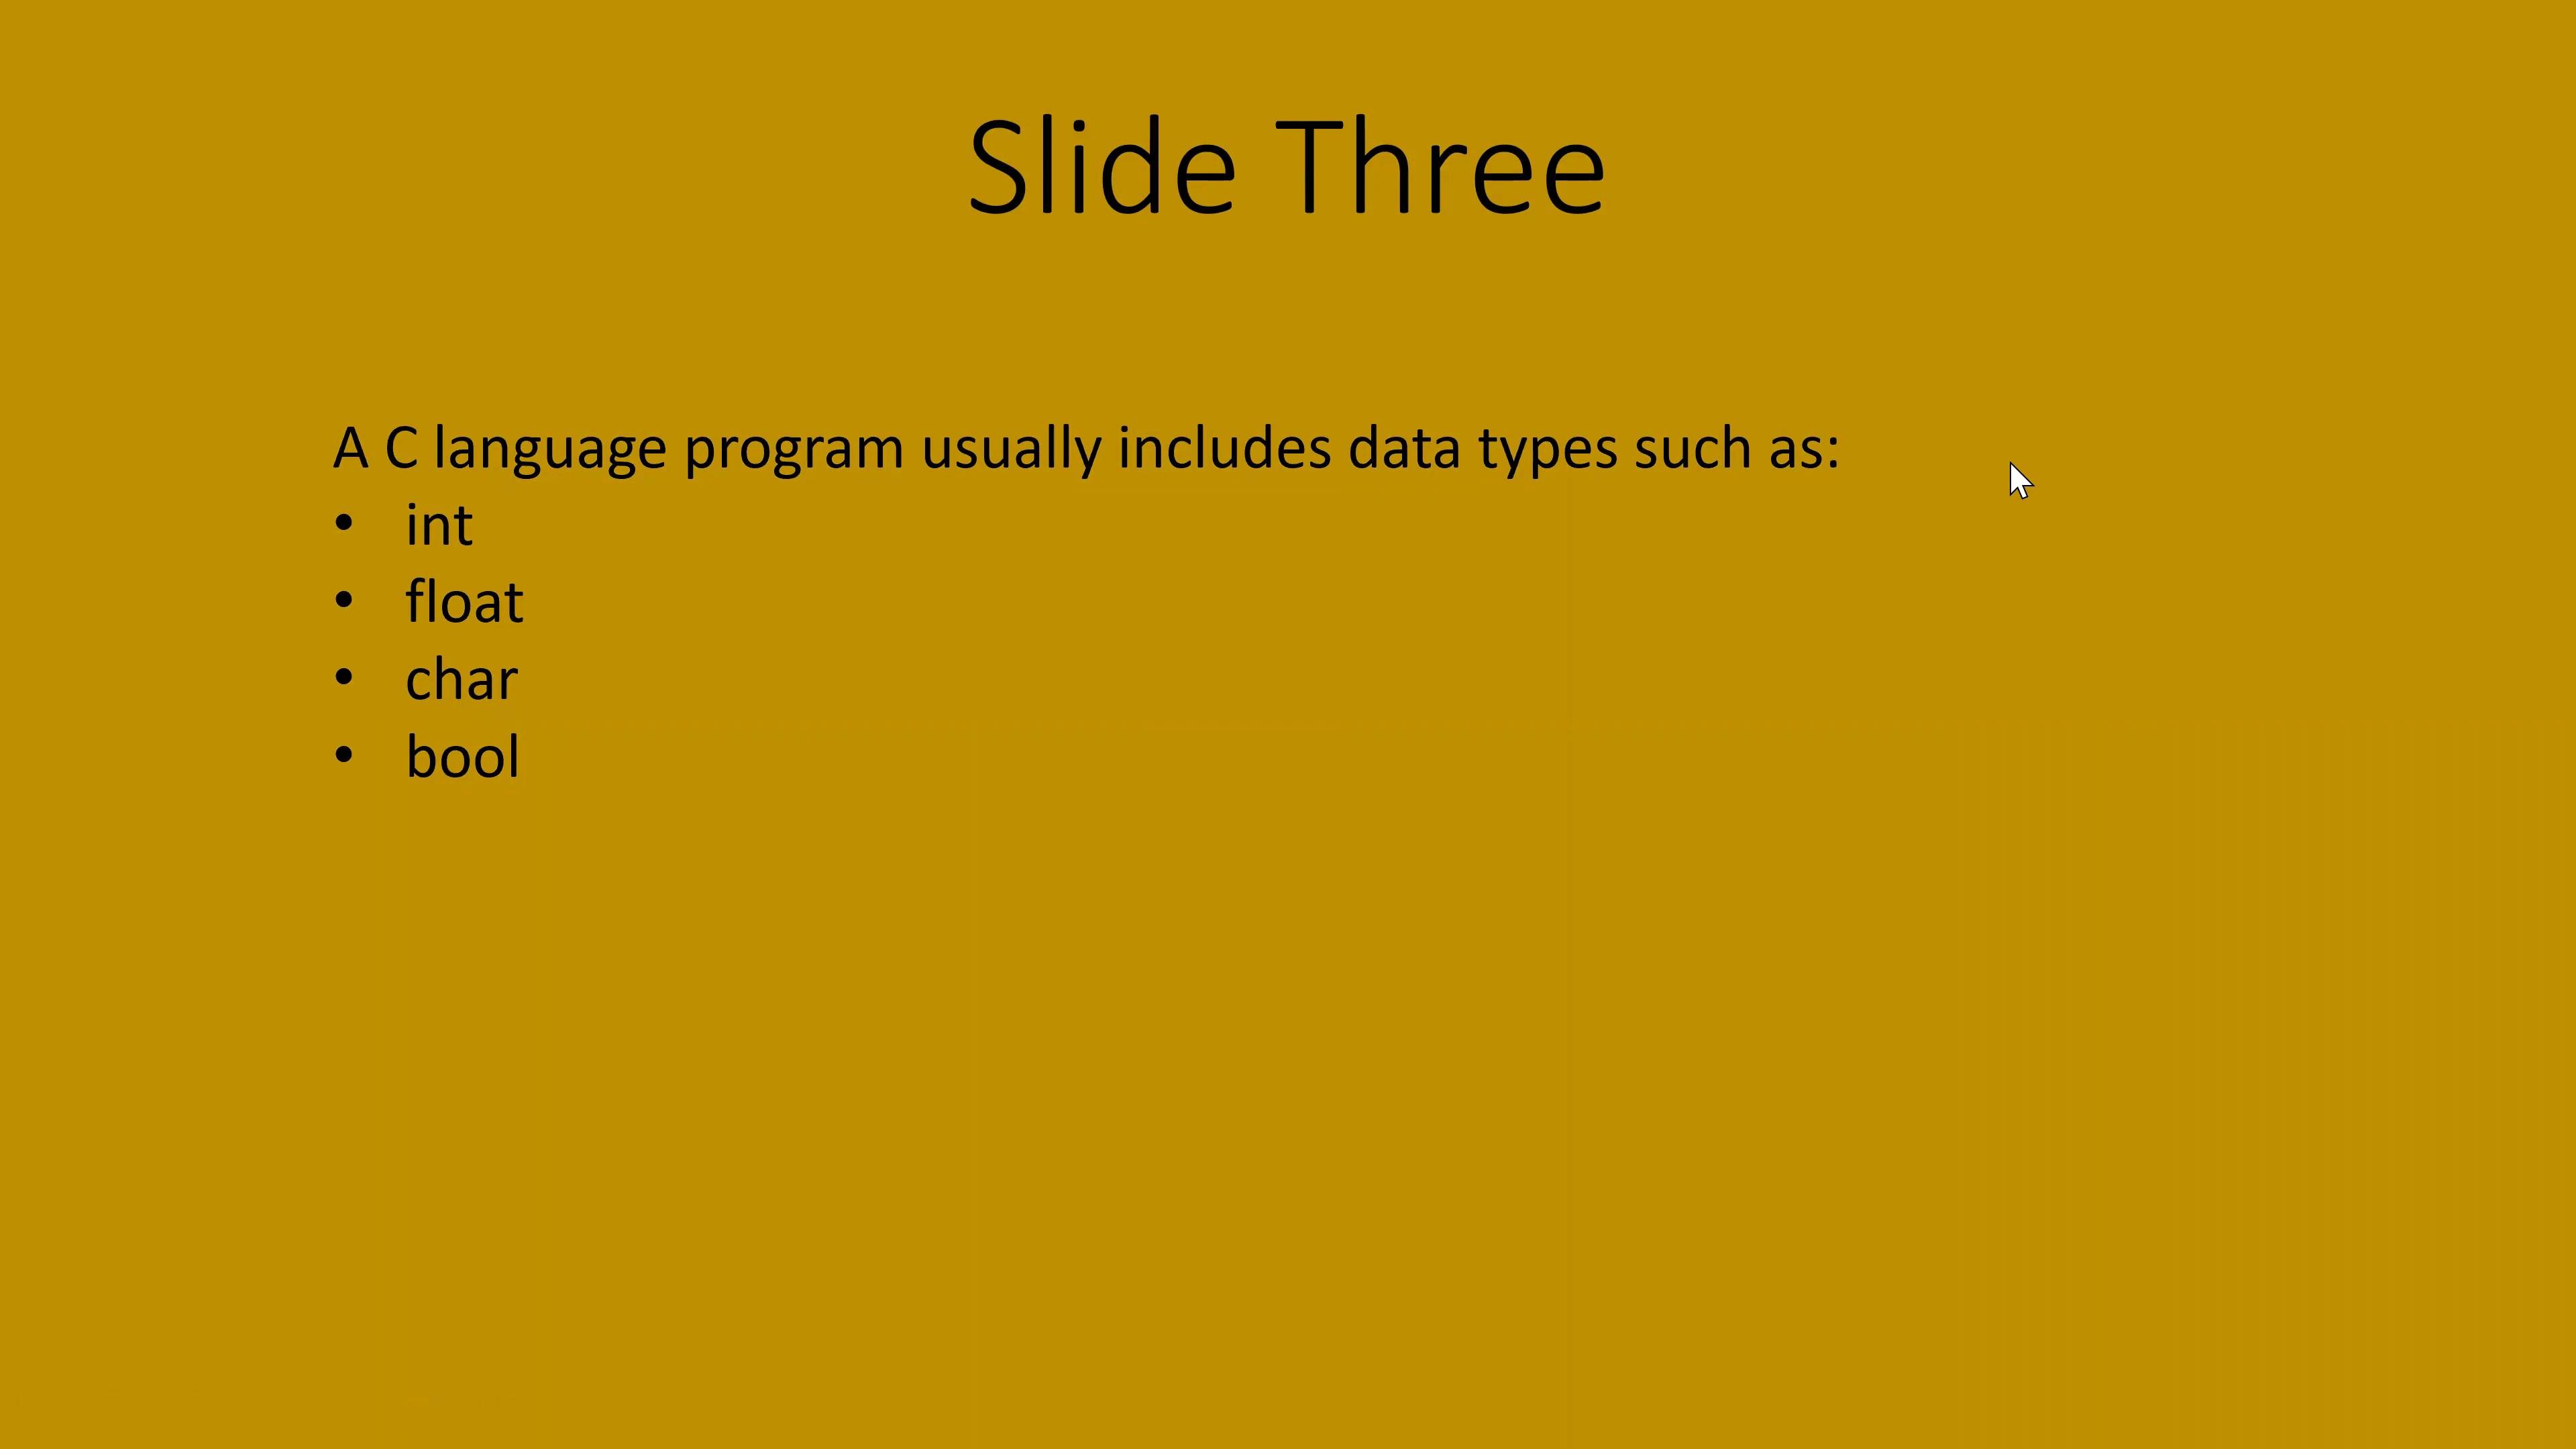 Slide Three
A C language program usually includes data types such as:
• int
• float
• char
• bool